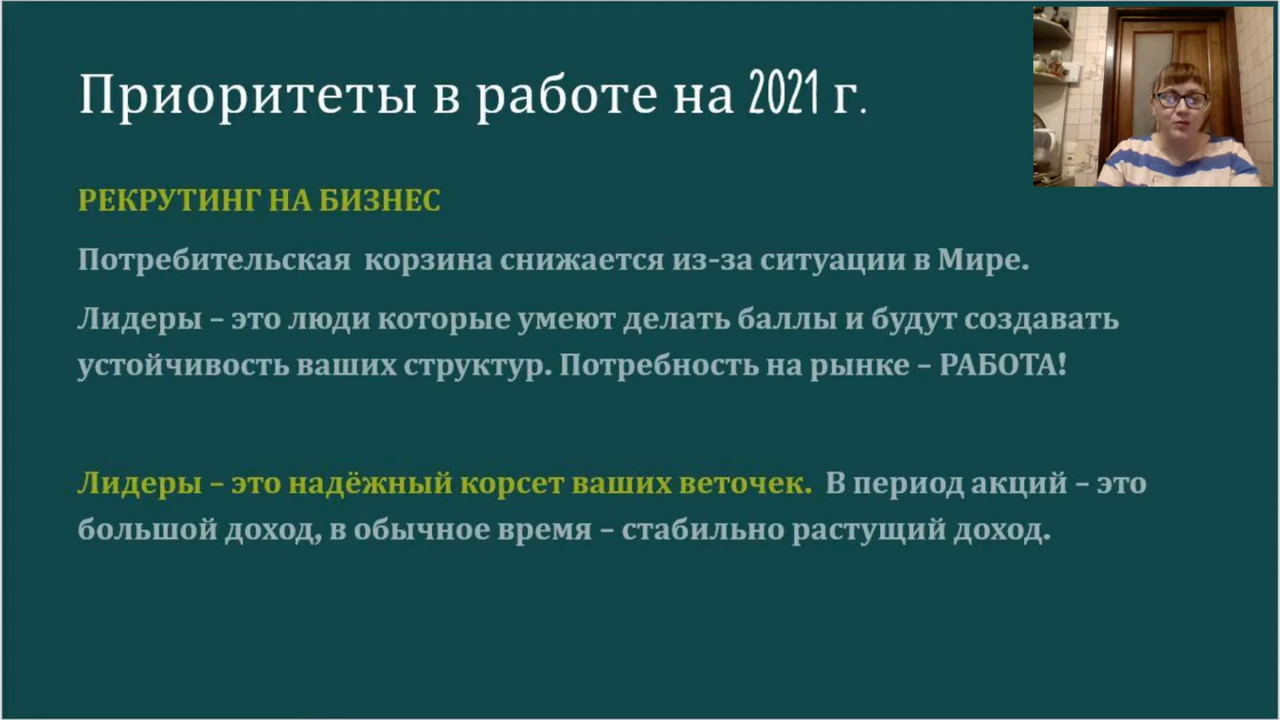 Приоритеты в работе на 2021 г.
РЕКРУТИНГ НА БИЗНЕС
Потребительская корзина снижается из-за ситуации в Мире.
Лидеры – это люди которые умеют делать баллы и будут создавать
устойчивость ваших структур. Потребность на рынке – РАБОТА!
Лидеры – это надёжный корсет ваших веточек. В период акций – это
большой доход, в обычное время – стабильно растущий доход.